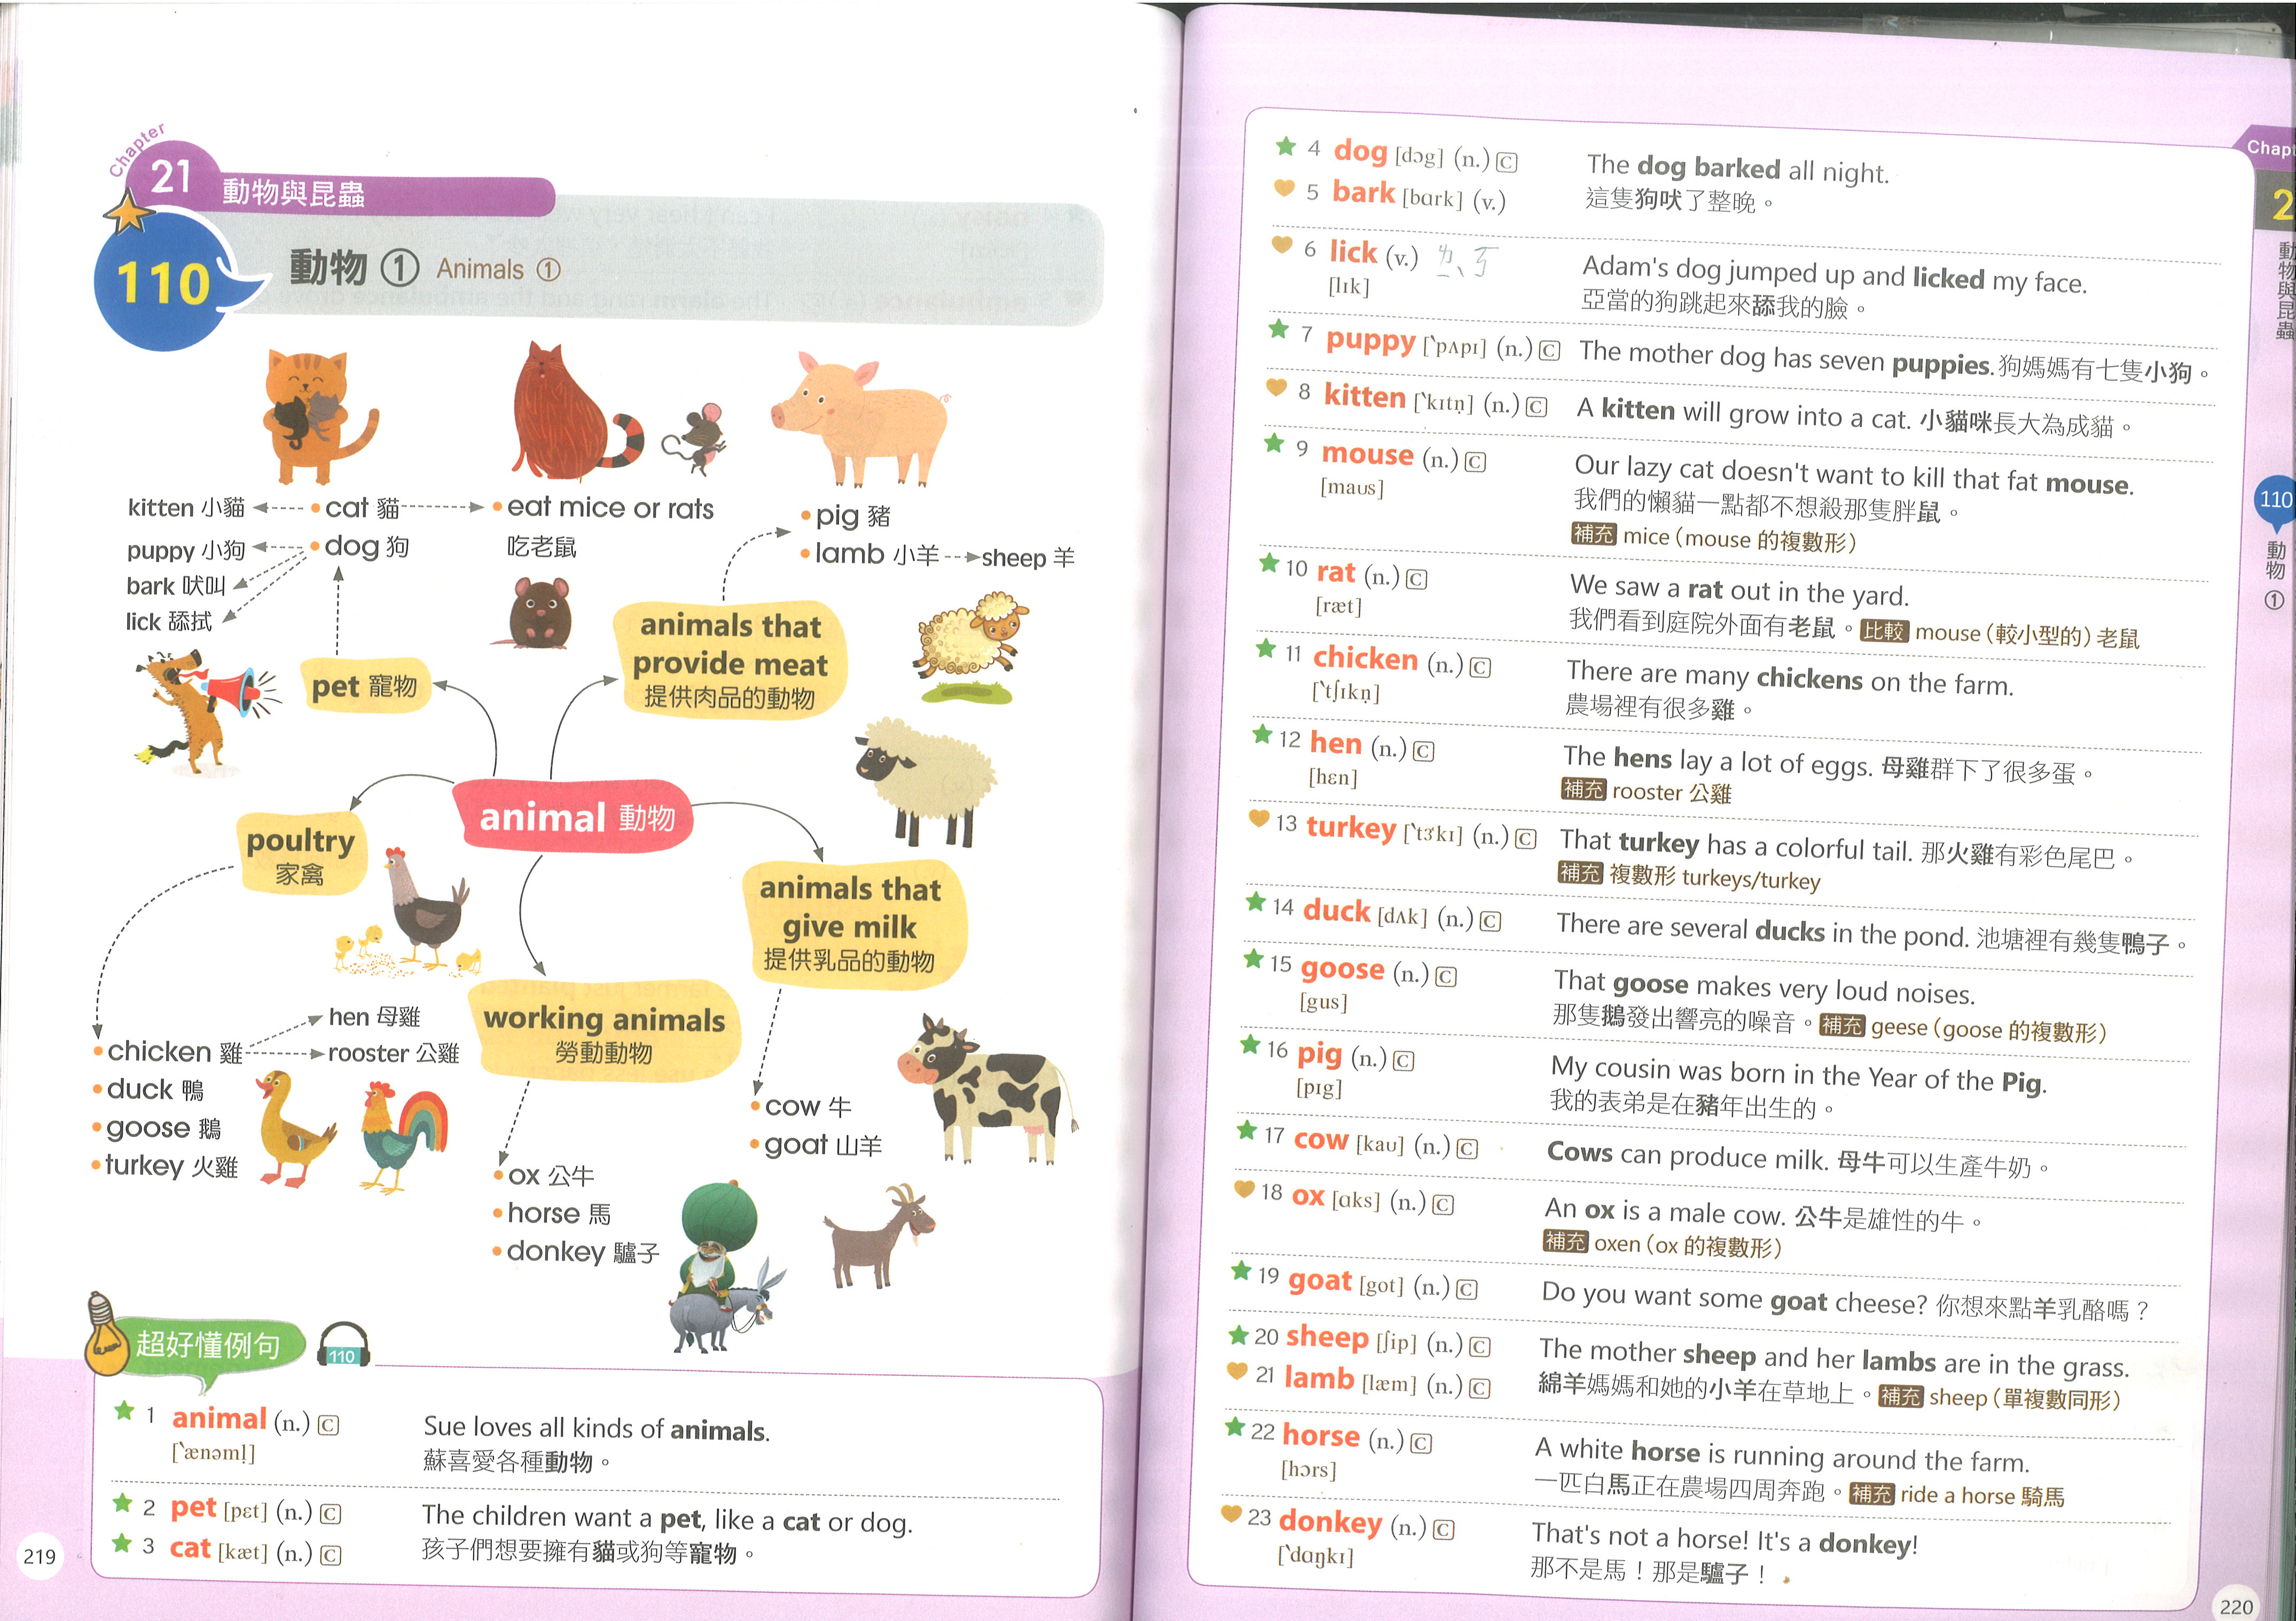 Chapter
21 動物與昆蟲
110 動物 ① Animals ①
kitten 小貓
cat 貓
eat mice or rats
吃老鼠
puppy 小狗
dog 狗
bark 吠叫
lick 舔拭
pig 豬
lamb 小羊
sheep 羊
pet 寵物
animals that
provide meat
提供肉品的動物
animal 動物
poultry
家禽
animals that
give milk
提供乳品的動物
working animals
勞動動物
chicken 雞
hen 母雞
rooster 公雞
duck 鴨
goose 鵝
turkey 火雞
cow 牛
goat 山羊
ox 公牛
horse 馬
donkey 驢子
超好懂例句
110
1 animal (n.) C
[ˋænəml̩]
Sue loves all kinds of animals.
蘇喜愛各種動物。
2 pet [pɛt] (n.) C
3 cat [kæt] (n.) C
The children want a pet, like a cat or dog.
孩子們想要擁有貓或狗等寵物。
219
4 dog [dɔg] (n.) C
5 bark [bɑrk] (v.)
The dog barked all night.
這隻狗吠了整晚。
6 lick (v.)
[lɪk]
Adam's dog jumped up and licked my face.
亞當的狗跳起來舔我的臉。
7 puppy [ˋpʌpɪ] (n.) C The mother dog has seven puppies. 狗媽媽有七隻小狗。
8 kitten [ˋkɪtn̩] (n.) C A kitten will grow into a cat. 小貓咪長大為成貓。
9 mouse (n.) C
[maʊs]
Our lazy cat doesn't want to kill that fat mouse.
我們的懶貓一點都不想殺那隻胖鼠。
補充 mice（mouse 的複數形）
10 rat (n.) C
[ræt]
We saw a rat out in the yard.
我們看到庭院外面有老鼠。比較 mouse（較小型的）老鼠
11 chicken (n.) C
[ˋtʃɪkn̩]
There are many chickens on the farm.
農場裡有很多雞。
12 hen (n.) C
[hɛn]
The hens lay a lot of eggs. 母雞群下了很多蛋。
補充 rooster 公雞
13 turkey [ˋtɝkɪ] (n.) C That turkey has a colorful tail. 那火雞有彩色尾巴。
補充 複數形 turkeys/turkey
14 duck [dʌk] (n.) C There are several ducks in the pond. 池塘裡有幾隻鴨子。
15 goose (n.) C
[gus]
That goose makes very loud noises.
那隻鵝發出響亮的噪音。補充 geese（goose 的複數形）
16 pig (n.) C
[pɪg]
My cousin was born in the Year of the Pig.
我的表弟是在豬年出生的。
17 cow [kaʊ] (n.) C Cows can produce milk. 母牛可以生產牛奶。
18 ox [ɑks] (n.) C An ox is a male cow. 公牛是雄性的牛。
補充 oxen（ox 的複數形）
19 goat [got] (n.) C Do you want some goat cheese? 你想來點羊乳酪嗎？
20 sheep [ʃip] (n.) C
21 lamb [læm] (n.) C
The mother sheep and her lambs are in the grass.
綿羊媽媽和她的小羊在草地上。補充 sheep（單複數同形）
22 horse (n.) C
[hɔrs]
A white horse is running around the farm.
一匹白馬正在農場四周奔跑。補充 ride a horse 騎馬
23 donkey (n.) C
[ˋdɑŋkɪ]
That's not a horse! It's a donkey!
那不是馬！那是驢子！
動物與昆蟲
110
動物 ①
220